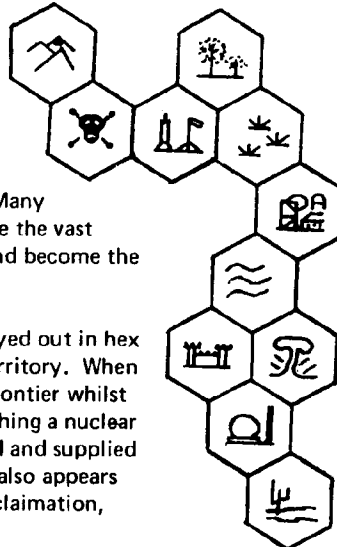 Many
e the vast
nd become the
yed out in hex
rritory. When
ontier whilst
hing a nuclear
l and supplied
also appears
claimation,